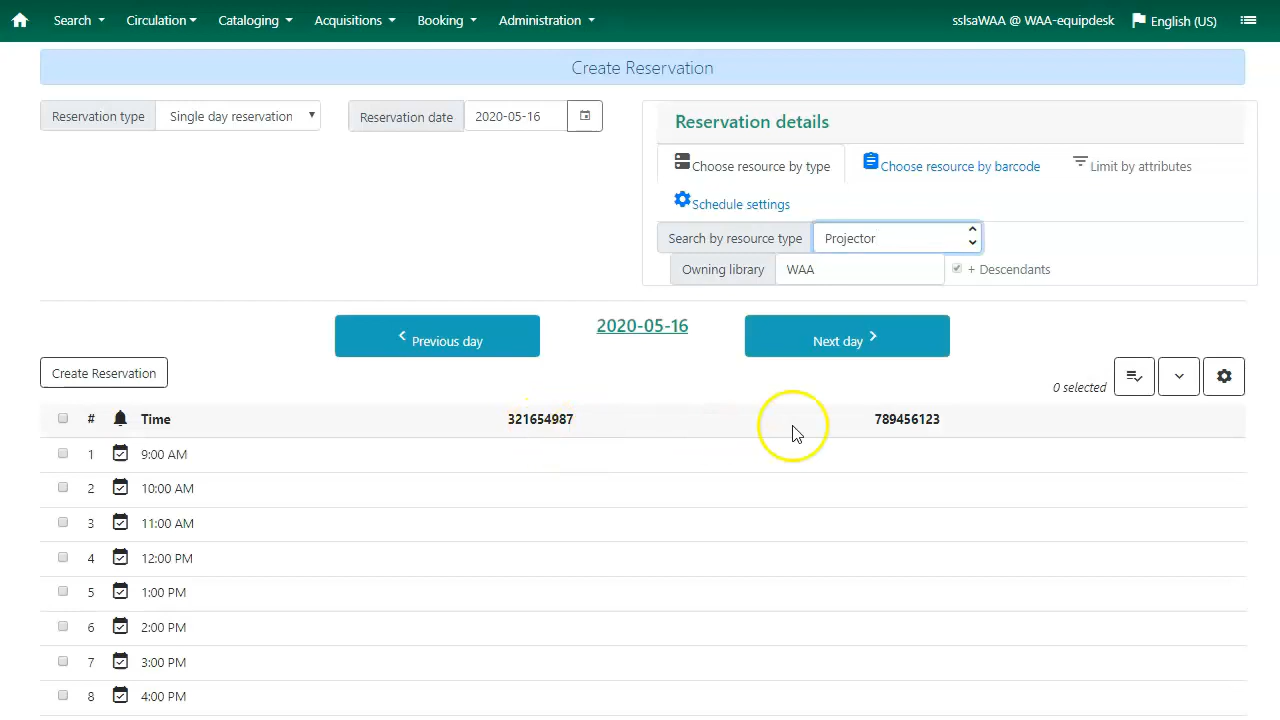 Search Circulation Cataloging Acquisitions Booking Administration sslsaWAA @ WAA-equipdesk English (US)
Create Reservation
Reservation type Single day reservation Reservation date 2020-05-16
Reservation details
Choose resource by type Choose resource by barcode Limit by attributes
Schedule settings
Search by resource type Projector
Owning library WAA + Descendants
Previous day 2020-05-16 Next day
Create Reservation 0 selected
# Time 321654987 789456123
1 9:00 AM
2 10:00 AM
3 11:00 AM
4 12:00 PM
5 1:00 PM
6 2:00 PM
7 3:00 PM
8 4:00 PM